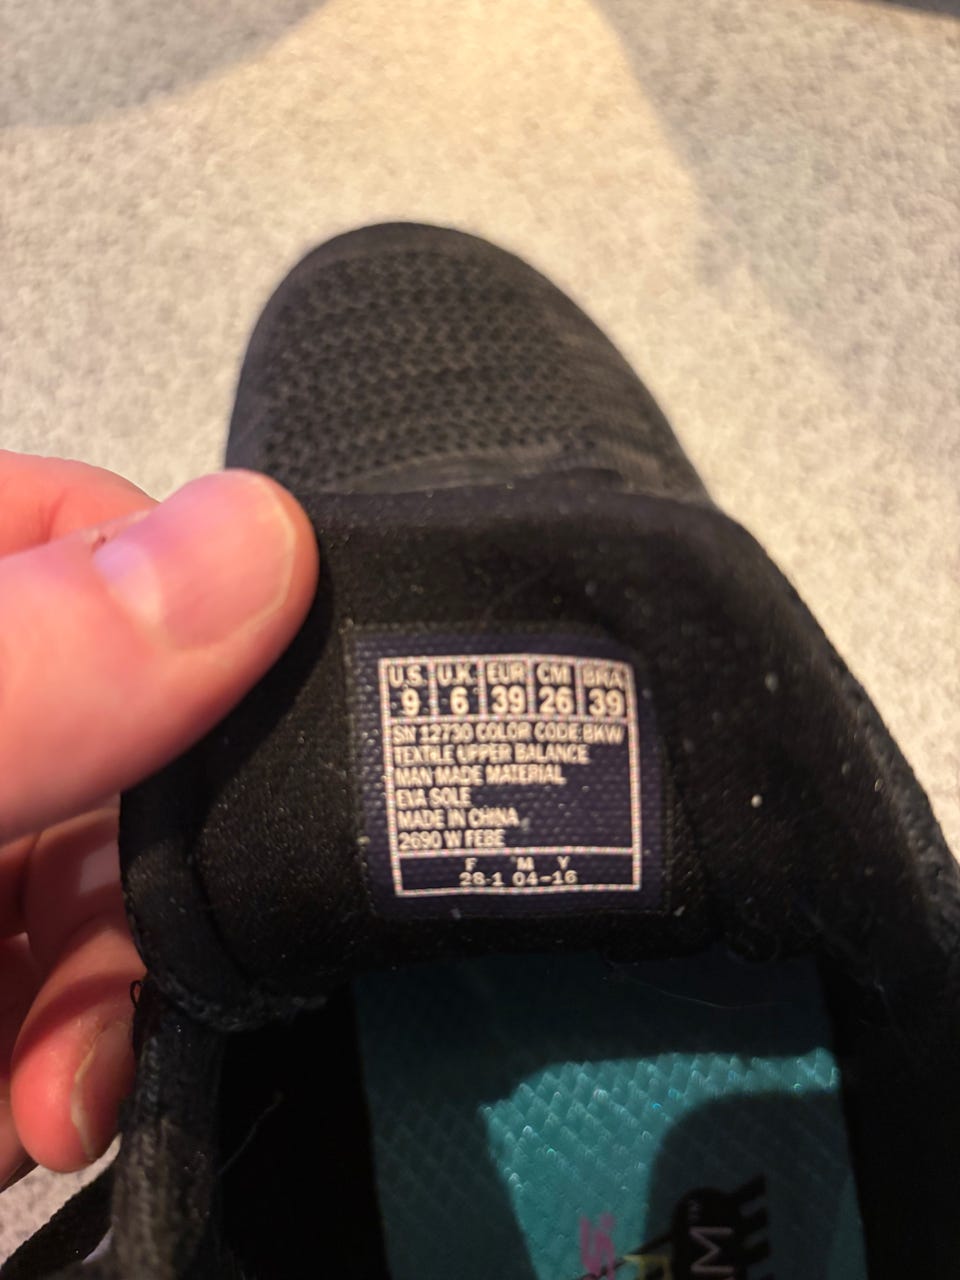 U.S. U.K. EUR CM BRA
9 6 39 26 39
SN 12730 COLOR CODE:BKW
TEXTILE UPPER BALANCE
MAN MADE MATERIAL
EVA SOLE
MADE IN CHINA
2690 W FEBE
F M Y
28-1 04-16